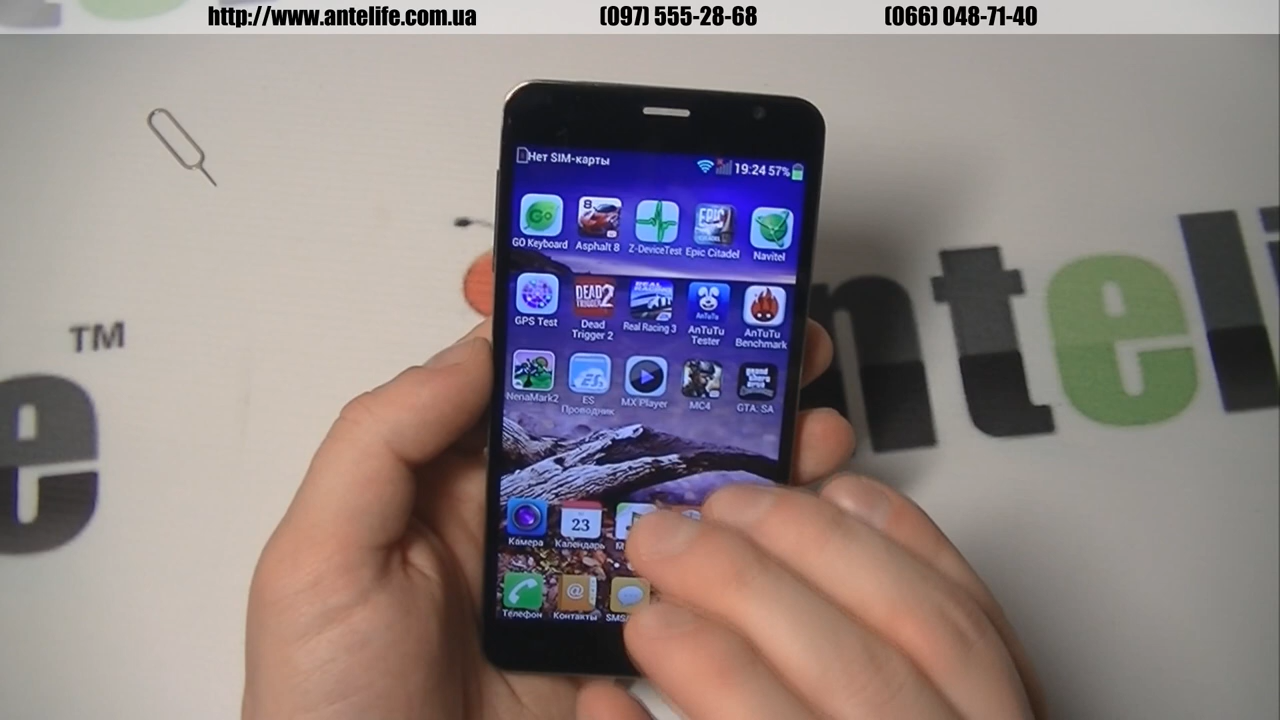 http://www.antelife.com.ua (097) 555-28-68 (066) 048-71-40
Нет SIM-карты 19:24 57%
GO Keyboard Asphalt 8 Z-DeviceTest Epic Citadel Navitel
GPS Test Dead Trigger 2 Real Racing 3 AnTuTu Tester AnTuTu Benchmark
NenaMark2 ES Проводник MX Player MC4 GTA: SA
23
Камера Календарь
Телефон Контакты
TM
e
nteli